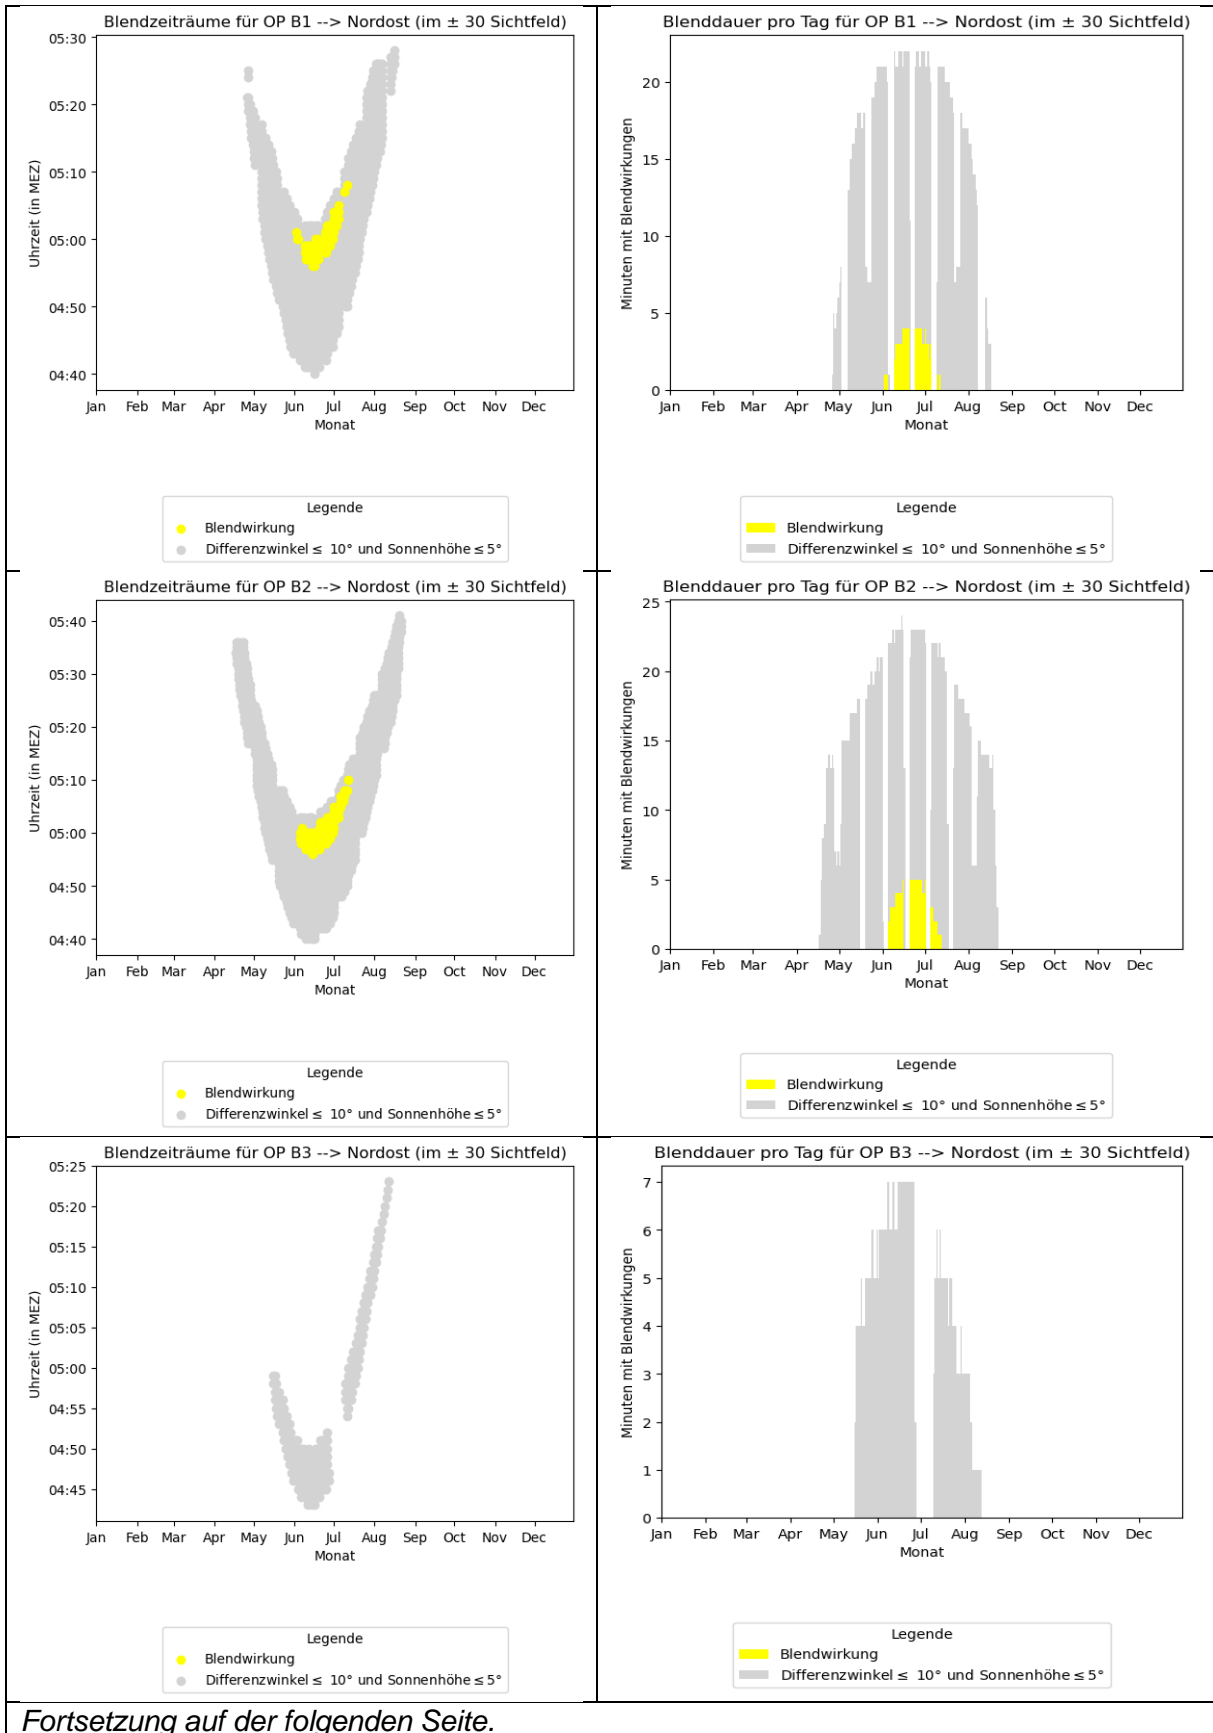 Blendzeiträume für OP B1 --> Nordost (im ± 30 Sichtfeld)
05:30
05:20
05:10
05:00
04:50
04:40
Uhrzeit (in MEZ)
Jan Feb Mar Apr May Jun Jul Aug Sep Oct Nov Dec
Monat
Legende
Blendwirkung
Differenzwinkel ≤ 10° und Sonnenhöhe ≤ 5°
Blenddauer pro Tag für OP B1 --> Nordost (im ± 30 Sichtfeld)
20
15
10
5
0
Minuten mit Blendwirkungen
Jan Feb Mar Apr May Jun Jul Aug Sep Oct Nov Dec
Monat
Legende
Blendwirkung
Differenzwinkel ≤ 10° und Sonnenhöhe ≤ 5°
Blendzeiträume für OP B2 --> Nordost (im ± 30 Sichtfeld)
05:40
05:30
05:20
05:10
05:00
04:50
04:40
Uhrzeit (in MEZ)
Jan Feb Mar Apr May Jun Jul Aug Sep Oct Nov Dec
Monat
Legende
Blendwirkung
Differenzwinkel ≤ 10° und Sonnenhöhe ≤ 5°
Blenddauer pro Tag für OP B2 --> Nordost (im ± 30 Sichtfeld)
25
20
15
10
5
0
Minuten mit Blendwirkungen
Jan Feb Mar Apr May Jun Jul Aug Sep Oct Nov Dec
Monat
Legende
Blendwirkung
Differenzwinkel ≤ 10° und Sonnenhöhe ≤ 5°
Blendzeiträume für OP B3 --> Nordost (im ± 30 Sichtfeld)
05:25
05:20
05:15
05:10
05:05
05:00
04:55
04:50
04:45
Uhrzeit (in MEZ)
Jan Feb Mar Apr May Jun Jul Aug Sep Oct Nov Dec
Monat
Legende
Blendwirkung
Differenzwinkel ≤ 10° und Sonnenhöhe ≤ 5°
Blenddauer pro Tag für OP B3 --> Nordost (im ± 30 Sichtfeld)
7
6
5
4
3
2
1
0
Minuten mit Blendwirkungen
Jan Feb Mar Apr May Jun Jul Aug Sep Oct Nov Dec
Monat
Legende
Blendwirkung
Differenzwinkel ≤ 10° und Sonnenhöhe ≤ 5°
Fortsetzung auf der folgenden Seite.